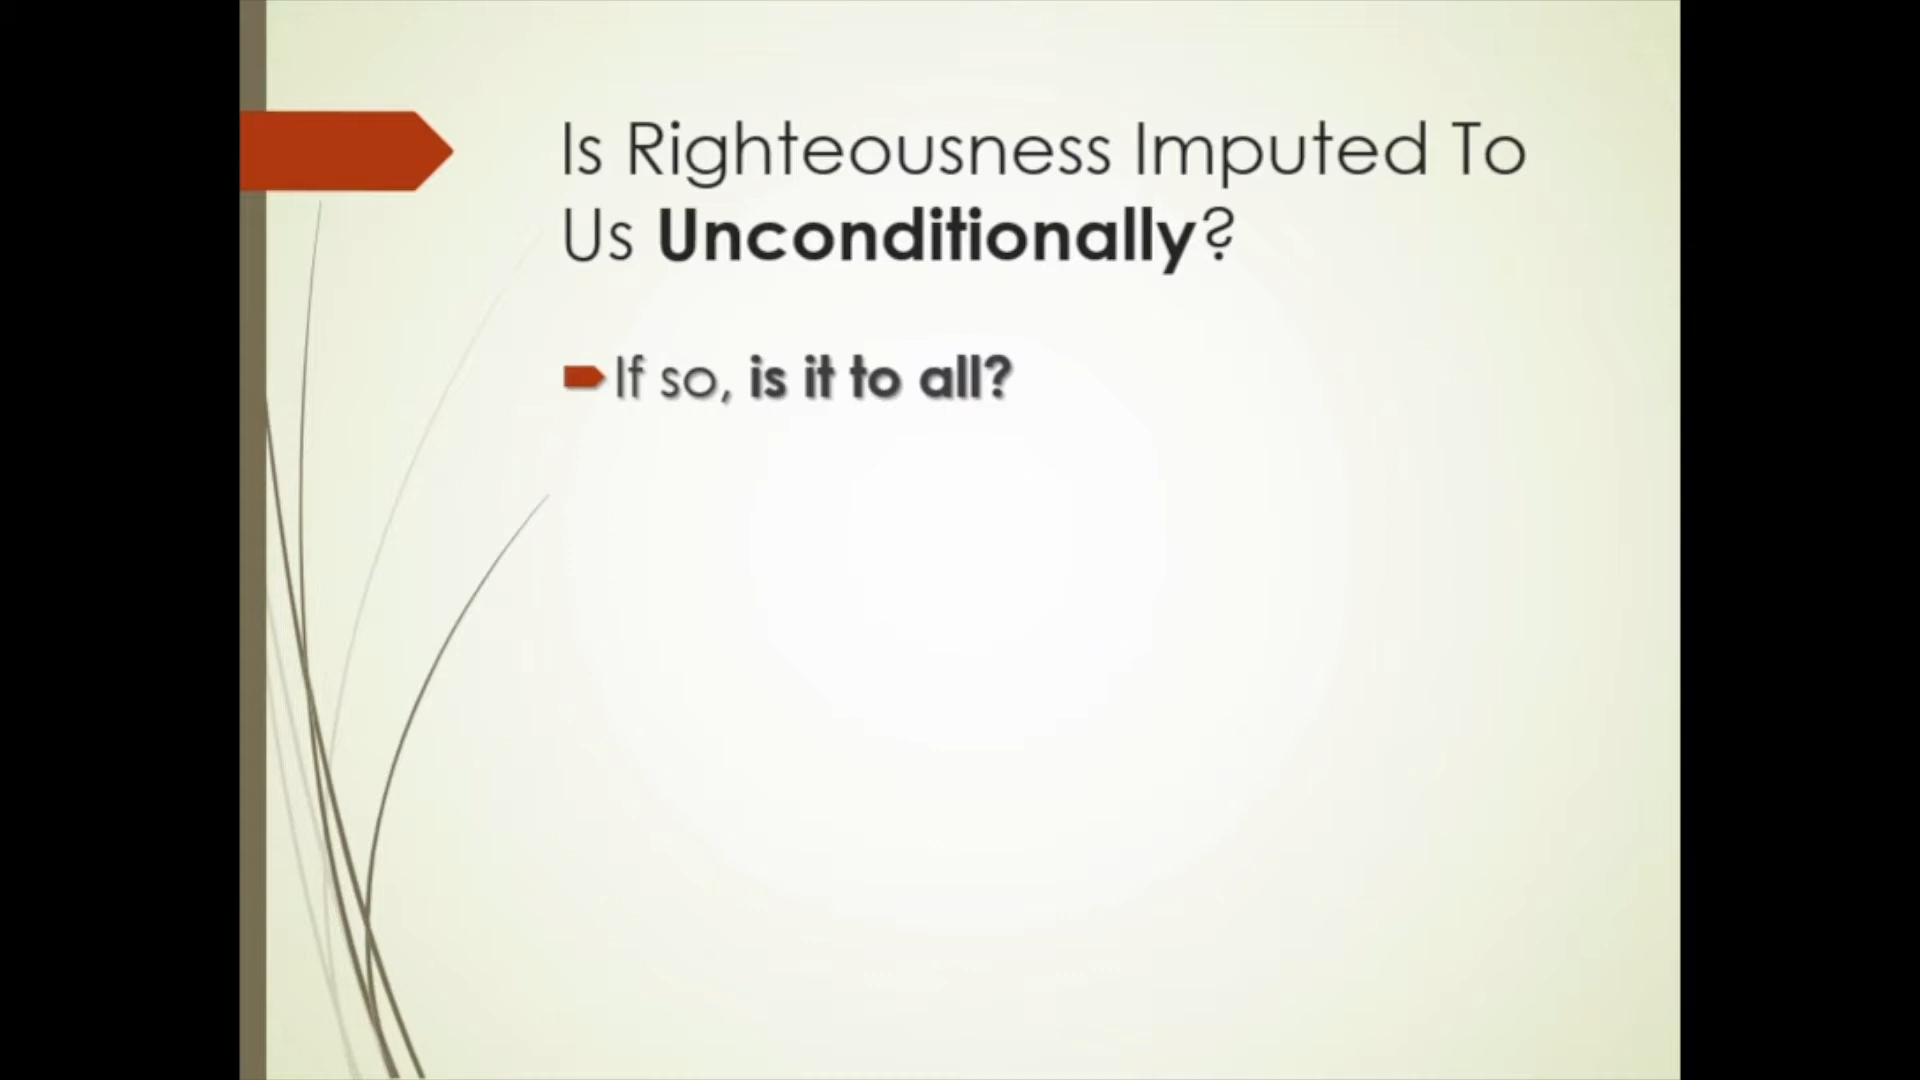 Is Righteousness Imputed To
Us Unconditionally?
If so, is it to all?